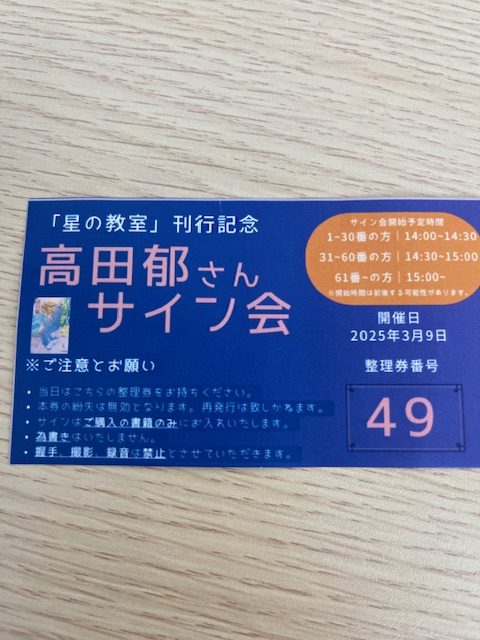 「星の教室」刊行記念
高田郁さん
サイン会
サイン会開始予定時間
1~30番の方｜14:00~14:30
31~60番の方｜14:30~15:00
61番~の方｜15:00~
※開始時間は前後する可能性があります。
開催日
2025年3月9日
整理券番号
49
※ご注意とお願い
• 当日はこちらの整理券をお持ちください。
• 本券の紛失は無効となります。再発行は致しかねます。
• サインはご購入の書籍のみにお入れいたします。
• 為書きはいたしません。
• 握手、撮影、録音は禁止とさせていただきます。